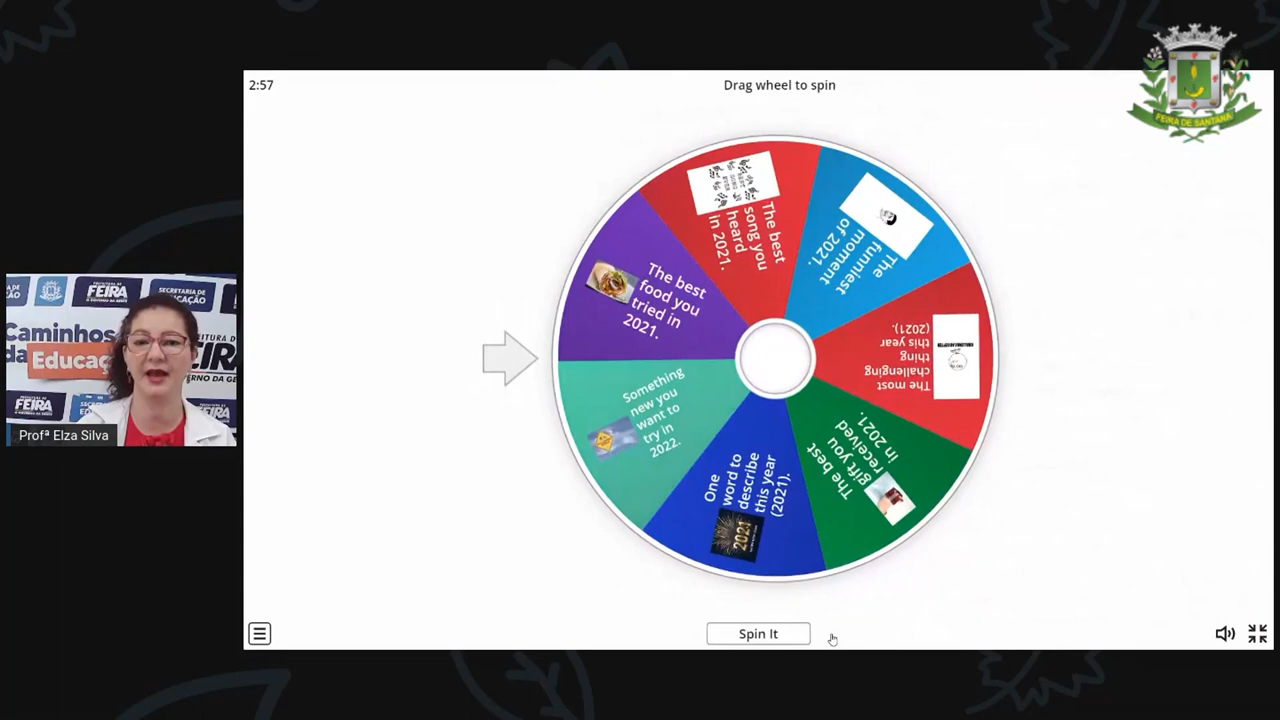 FEIRA DE SANTANA
2:57
Drag wheel to spin
The best
song you
heard
in 2021.
The
funniest
moment
of 2021.
The best
food you
tried in
2021.
The most
challenging
thing
this year
(2021).
Something
new you
want to
try in
2022.
The best
gift you
received
in 2021.
One
word to
describe
this year
(2021).
2021
FEIRA
SECRETARIA DE
EDUCAÇÃO
Caminhos
da
Educaç
FEIRA
FEIRA
Profª Elza Silva
Spin It